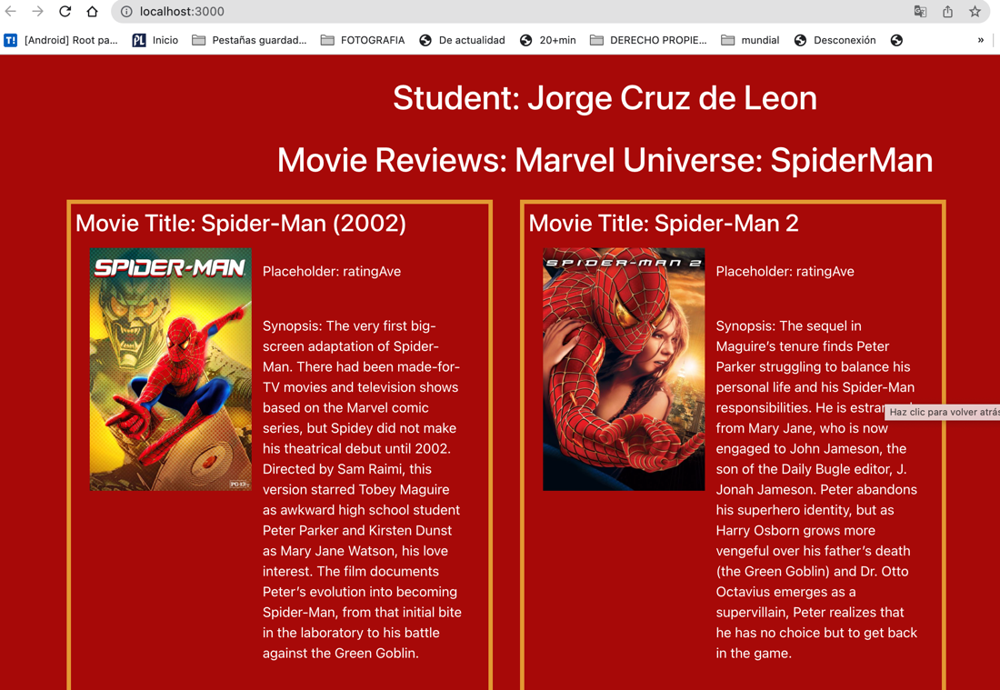 localhost:3000
[Android] Root pa... Inicio Pestañas guardad... FOTOGRAFIA De actualidad 20+min DERECHO PROPIE... mundial Desconexión »
Student: Jorge Cruz de Leon
Movie Reviews: Marvel Universe: SpiderMan
Movie Title: Spider-Man (2002)
SPIDER-MAN
PG-13
Placeholder: ratingAve
Synopsis: The very first big-
screen adaptation of Spider-
Man. There had been made-for-
TV movies and television shows
based on the Marvel comic
series, but Spidey did not make
his theatrical debut until 2002.
Directed by Sam Raimi, this
version starred Tobey Maguire
as awkward high school student
Peter Parker and Kirsten Dunst
as Mary Jane Watson, his love
interest. The film documents
Peter’s evolution into becoming
Spider-Man, from that initial bite
in the laboratory to his battle
against the Green Goblin.
Movie Title: Spider-Man 2
SPIDER-MAN 2
Placeholder: ratingAve
Synopsis: The sequel in
Maguire’s tenure finds Peter
Parker struggling to balance his
personal life and his Spider-Man
responsibilities. He is
Haz clic para volver atrás
from Mary Jane, who is now
engaged to John Jameson, the
son of the Daily Bugle editor, J.
Jonah Jameson. Peter abandons
his superhero identity, but as
Harry Osborn grows more
vengeful over his father’s death
(the Green Goblin) and Dr. Otto
Octavius emerges as a
supervillain, Peter realizes that
he has no choice but to get back
in the game.